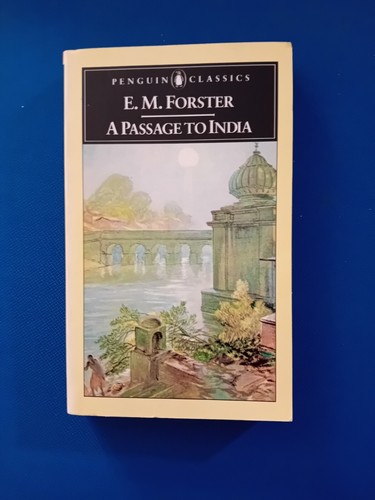 PENGUIN CLASSICS
E. M. FORSTER
A PASSAGE TO INDIA